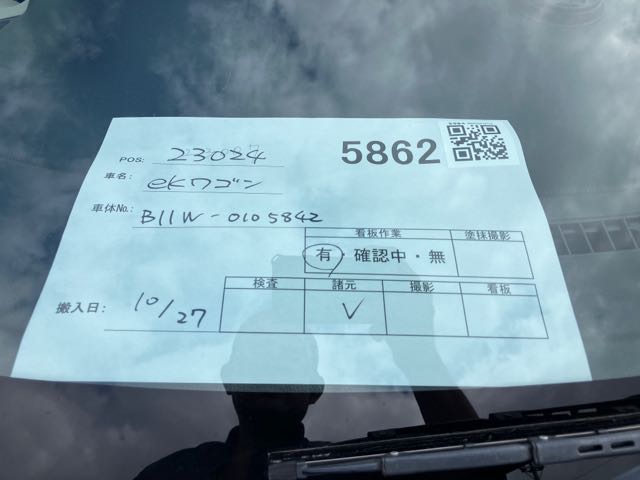 POS: 23024
5862
車名: eKワゴン
車体No.: B11W-0105842
看板作業 塗抹撮影
有・確認中・無
検査 諸元 撮影 看板
搬入日: 10/27 ✓